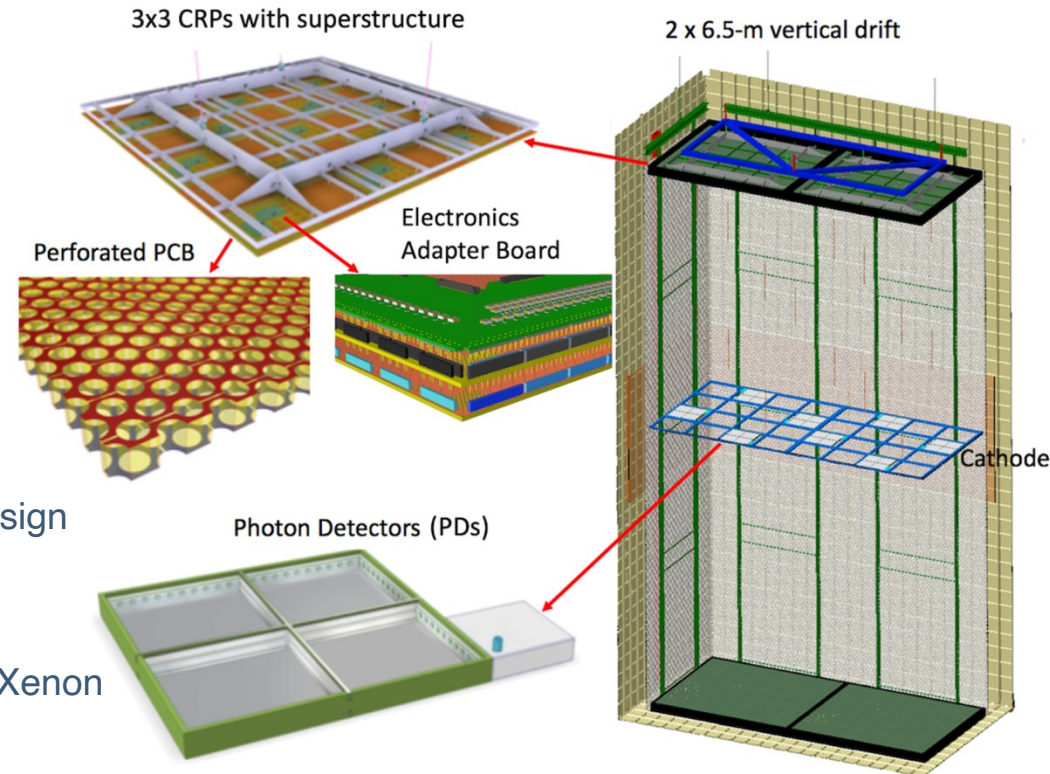 3x3 CRPs with superstructure
2 x 6.5-m vertical drift
Electronics
Adapter Board
Perforated PCB
Cathode
sign
Photon Detectors (PDs)
Xenon